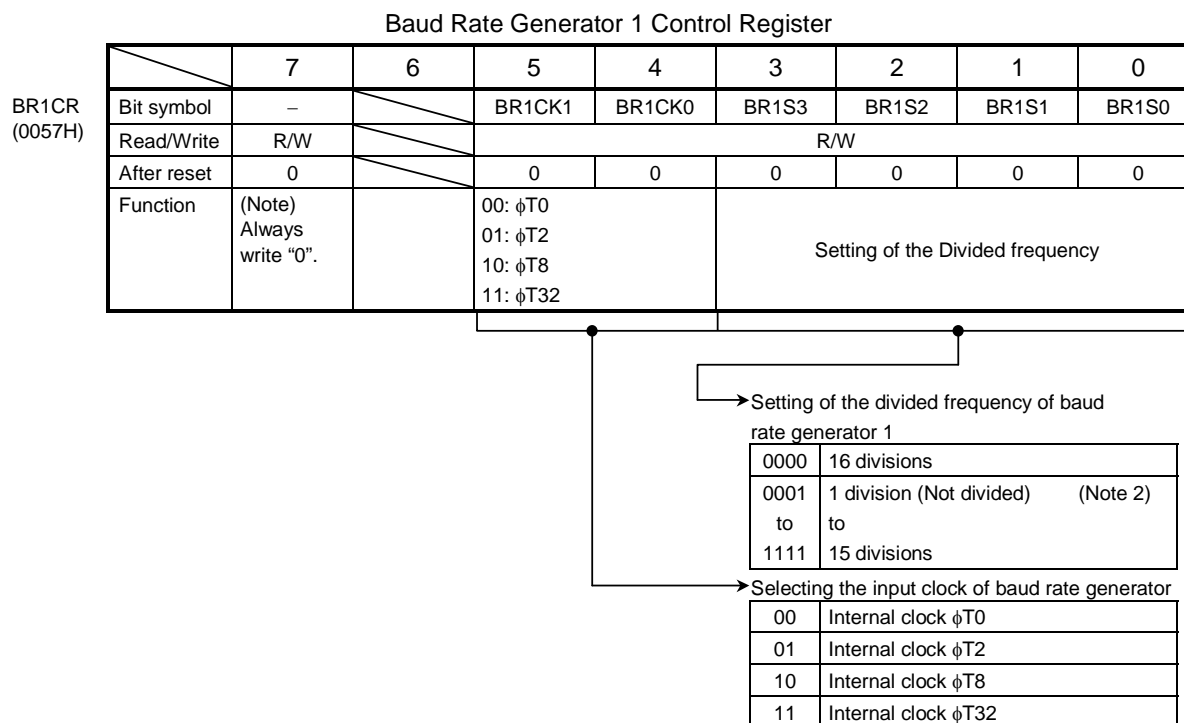 Baud Rate Generator 1 Control Register
7 6 5 4 3 2 1 0
BR1CR
(0057H)
Bit symbol − BR1CK1 BR1CK0 BR1S3 BR1S2 BR1S1 BR1S0
Read/Write R/W R/W
After reset 0 0 0 0 0 0 0
Function (Note)
Always
write “0”.
00: ϕT0
01: ϕT2
10: ϕT8
11: ϕT32
Setting of the Divided frequency
Setting of the divided frequency of baud
rate generator 1
0000 16 divisions
0001 1 division (Not divided) (Note 2)
to to
1111 15 divisions
Selecting the input clock of baud rate generator
00 Internal clock ϕT0
01 Internal clock ϕT2
10 Internal clock ϕT8
11 Internal clock ϕT32